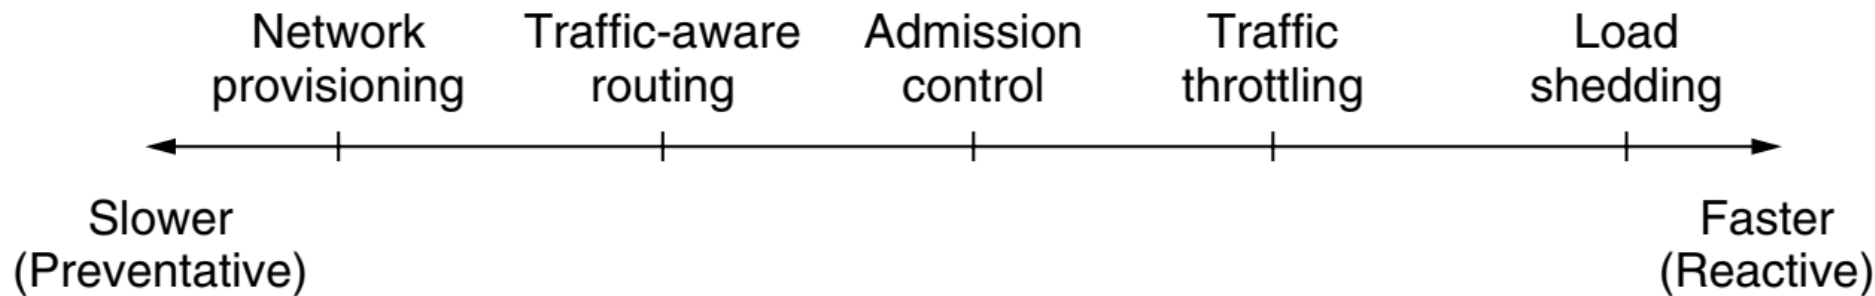 Network
provisioning
Traffic-aware
routing
Admission
control
Traffic
throttling
Load
shedding
Slower
(Preventative)
Faster
(Reactive)